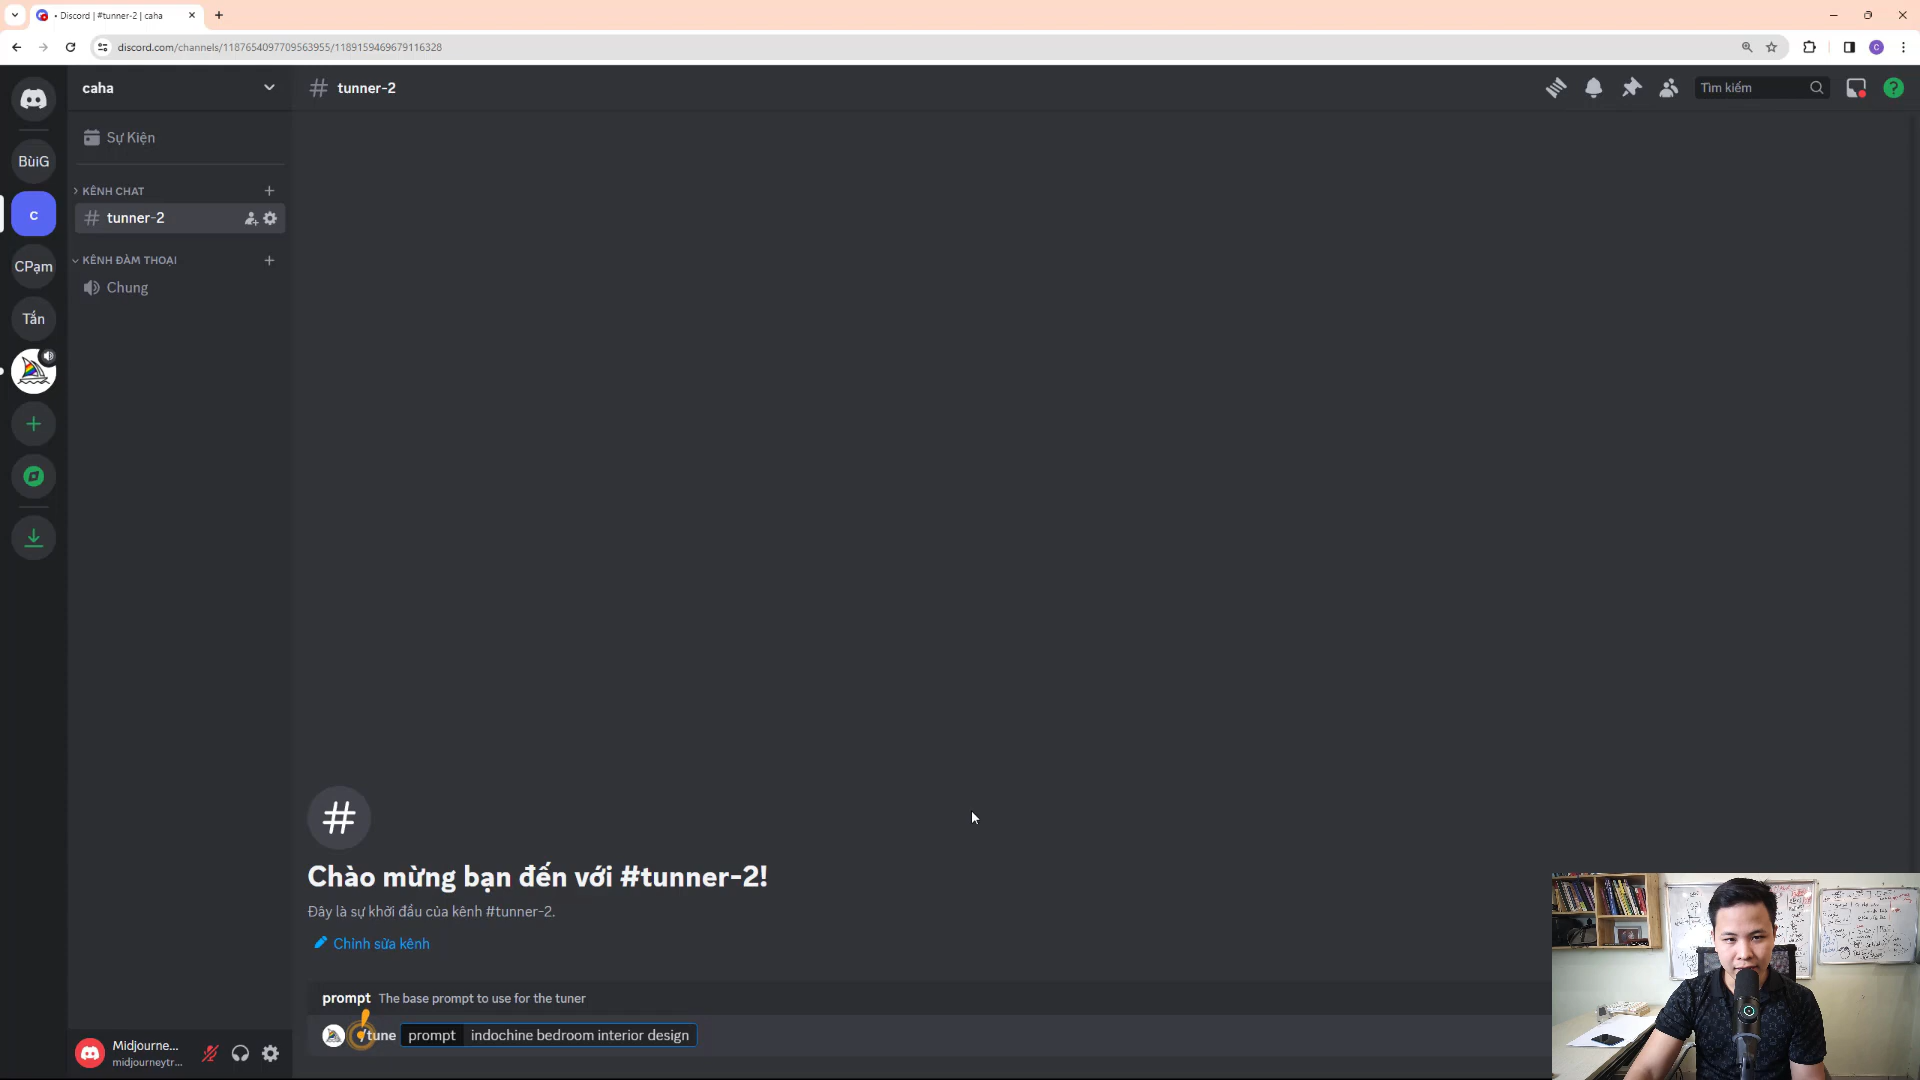 • Discord | #tunner-2 | caha
discord.com/channels/1187654097709563955/1189159469679116328
C
caha
# tunner-2
Tìm kiếm
?
Sự Kiện
BùiG
KÊNH CHAT
c
# tunner-2
KÊNH ĐÀM THOẠI
CPạm
Chung
Tấn
#
Chào mừng bạn đến với #tunner-2!
Đây là sự khởi đầu của kênh #tunner-2.
Chỉnh sửa kênh
prompt The base prompt to use for the tuner
/tune prompt indochine bedroom interior design
Midjourne...
midjourneytr...